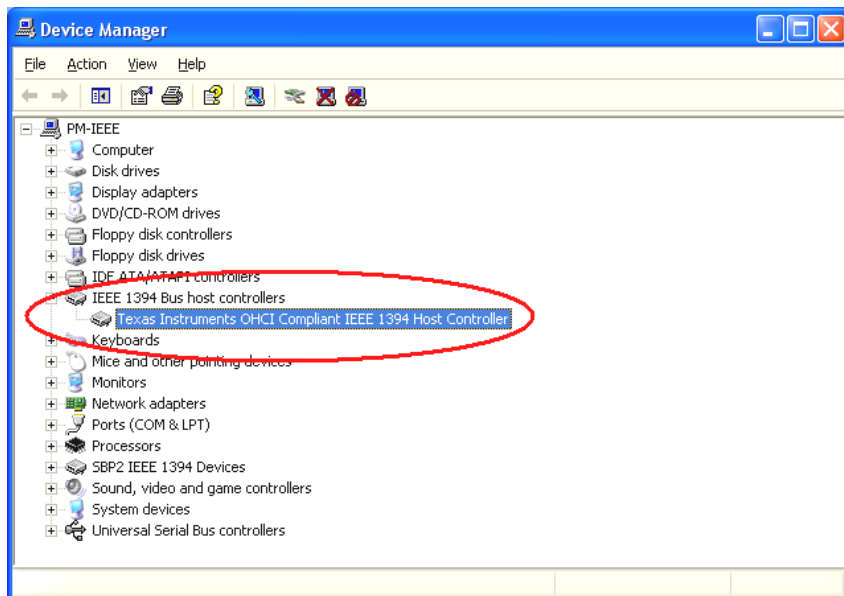 Device Manager
File Action View Help
PM-IEEE
Computer
Disk drives
Display adapters
DVD/CD-ROM drives
Floppy disk controllers
Floppy disk drives
IDE ATA/ATAPI controllers
IEEE 1394 Bus host controllers
Texas Instruments OHCI Compliant IEEE 1394 Host Controller
Keyboards
Mice and other pointing devices
Monitors
Network adapters
Ports (COM & LPT)
Processors
SBP2 IEEE 1394 Devices
Sound, video and game controllers
System devices
Universal Serial Bus controllers